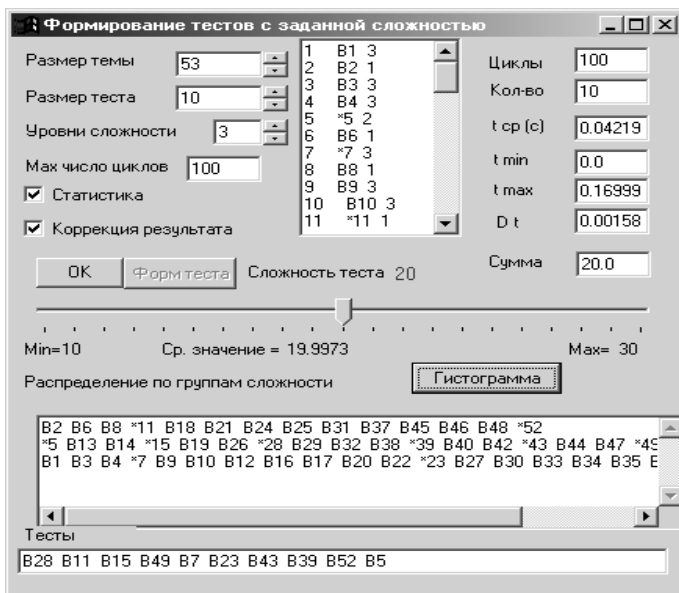 Формирование тестов с заданной сложностью
Размер темы 53
Размер теста 10
Уровни сложности 3
Мах число циклов 100
Статистика
Коррекция результата
1 B1 3
2 B2 1
3 B3 3
4 B4 3
5 *5 2
6 B6 1
7 *7 3
8 B8 1
9 B9 3
10 B10 3
11 *11 1
Циклы 100
Кол-во 10
t ср (с) 0.04219
t min 0.0
t max 0.16999
D t 0.00158
Сумма 20.0
OK Форм теста Сложность теста 20
Min=10 Ср. значение = 19.9973 Max= 30
Распределение по группам сложности Гистограмма
B2 B6 B8 *11 B18 B21 B24 B25 B31 B37 B45 B46 B48 *52
*5 B13 B14 *15 B19 B26 *28 B29 B32 B38 *39 B40 B42 *43 B44 B47 *49
B1 B3 B4 *7 B9 B10 B12 B16 B17 B20 B22 *23 B27 B30 B33 B34 B35
Тесты
B28 B11 B15 B49 B7 B23 B43 B39 B52 B5